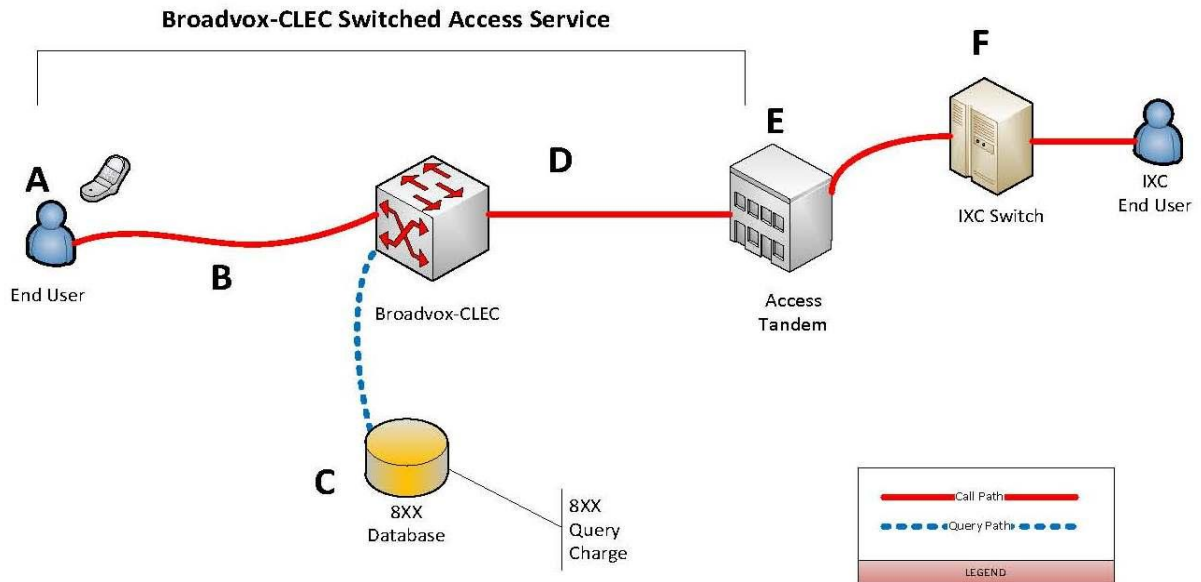 Broadvox-CLEC Switched Access Service
F
E
D
A
IXC
End User
IXC Switch
B
End User
Broadvox-CLEC
Access
Tandem
C
8XX
Database
8XX
Query
Charge
Call Path
Query Path
LEGEND